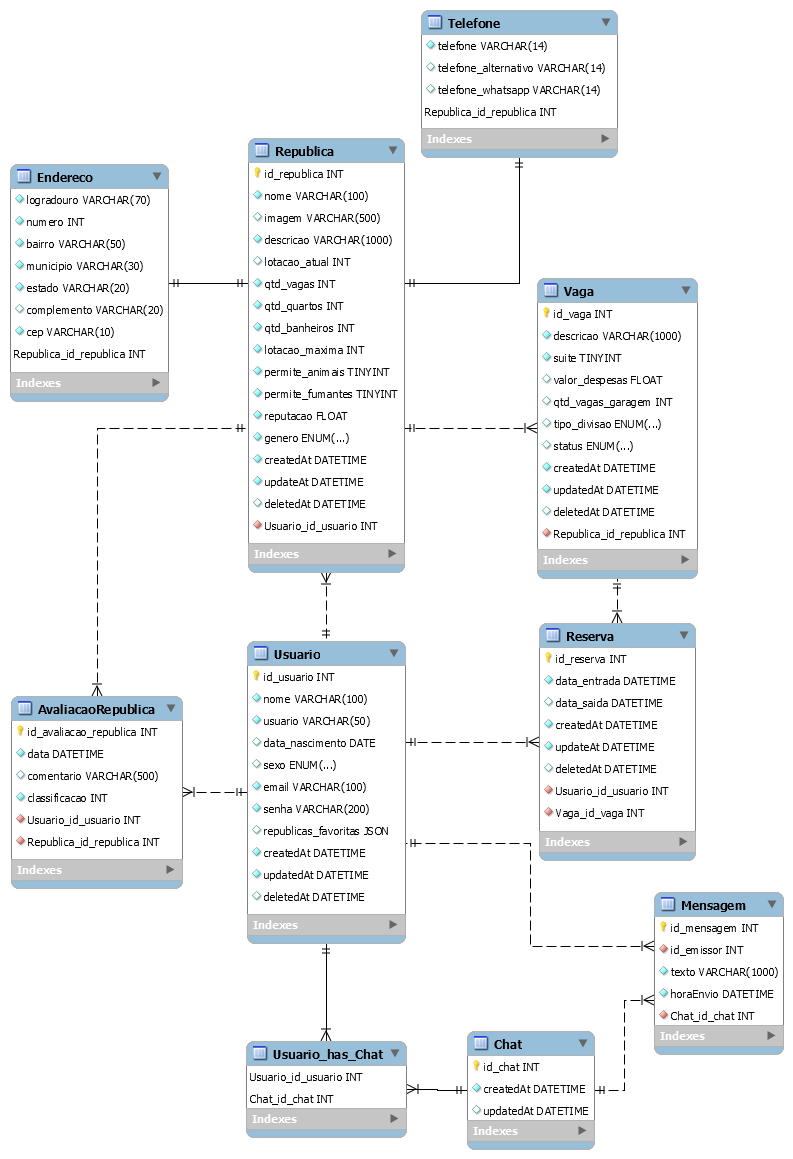 Telefone
telefone VARCHAR(14)
telefone_alternativo VARCHAR(14)
telefone_whatsapp VARCHAR(14)
Republica_id_republica INT
Indexes
Republica
id_republica INT
nome VARCHAR(100)
imagem VARCHAR(500)
descricao VARCHAR(1000)
lotacao_atual INT
qtd_vagas INT
qtd_quartos INT
qtd_banheiros INT
lotacao_maxima INT
permite_animais TINYINT
permite_fumantes TINYINT
reputacao FLOAT
genero ENUM(...)
createdAt DATETIME
updateAt DATETIME
deletedAt DATETIME
Usuario_id_usuario INT
Indexes
Endereco
logradouro VARCHAR(70)
numero INT
bairro VARCHAR(50)
municipio VARCHAR(30)
estado VARCHAR(20)
complemento VARCHAR(20)
cep VARCHAR(10)
Republica_id_republica INT
Indexes
Vaga
id_vaga INT
descricao VARCHAR(1000)
suite TINYINT
valor_despesas FLOAT
qtd_vagas_garagem INT
tipo_divisao ENUM(...)
status ENUM(...)
createdAt DATETIME
updatedAt DATETIME
deletedAt DATETIME
Republica_id_republica INT
Indexes
Reserva
id_reserva INT
data_entrada DATETIME
data_saida DATETIME
createdAt DATETIME
updateAt DATETIME
deletedAt DATETIME
Usuario_id_usuario INT
Vaga_id_vaga INT
Indexes
Usuario
id_usuario INT
nome VARCHAR(100)
usuario VARCHAR(50)
data_nascimento DATE
sexo ENUM(...)
email VARCHAR(100)
senha VARCHAR(200)
republicas_favoritas JSON
createdAt DATETIME
updatedAt DATETIME
deletedAt DATETIME
Indexes
AvaliacaoRepublica
id_avaliacao_republica INT
data DATETIME
comentario VARCHAR(500)
classificacao INT
Usuario_id_usuario INT
Republica_id_republica INT
Indexes
Mensagem
id_mensagem INT
id_emissor INT
texto VARCHAR(1000)
horaEnvio DATETIME
Chat_id_chat INT
Indexes
Usuario_has_Chat
Usuario_id_usuario INT
Chat_id_chat INT
Indexes
Chat
id_chat INT
createdAt DATETIME
updatedAt DATETIME
Indexes